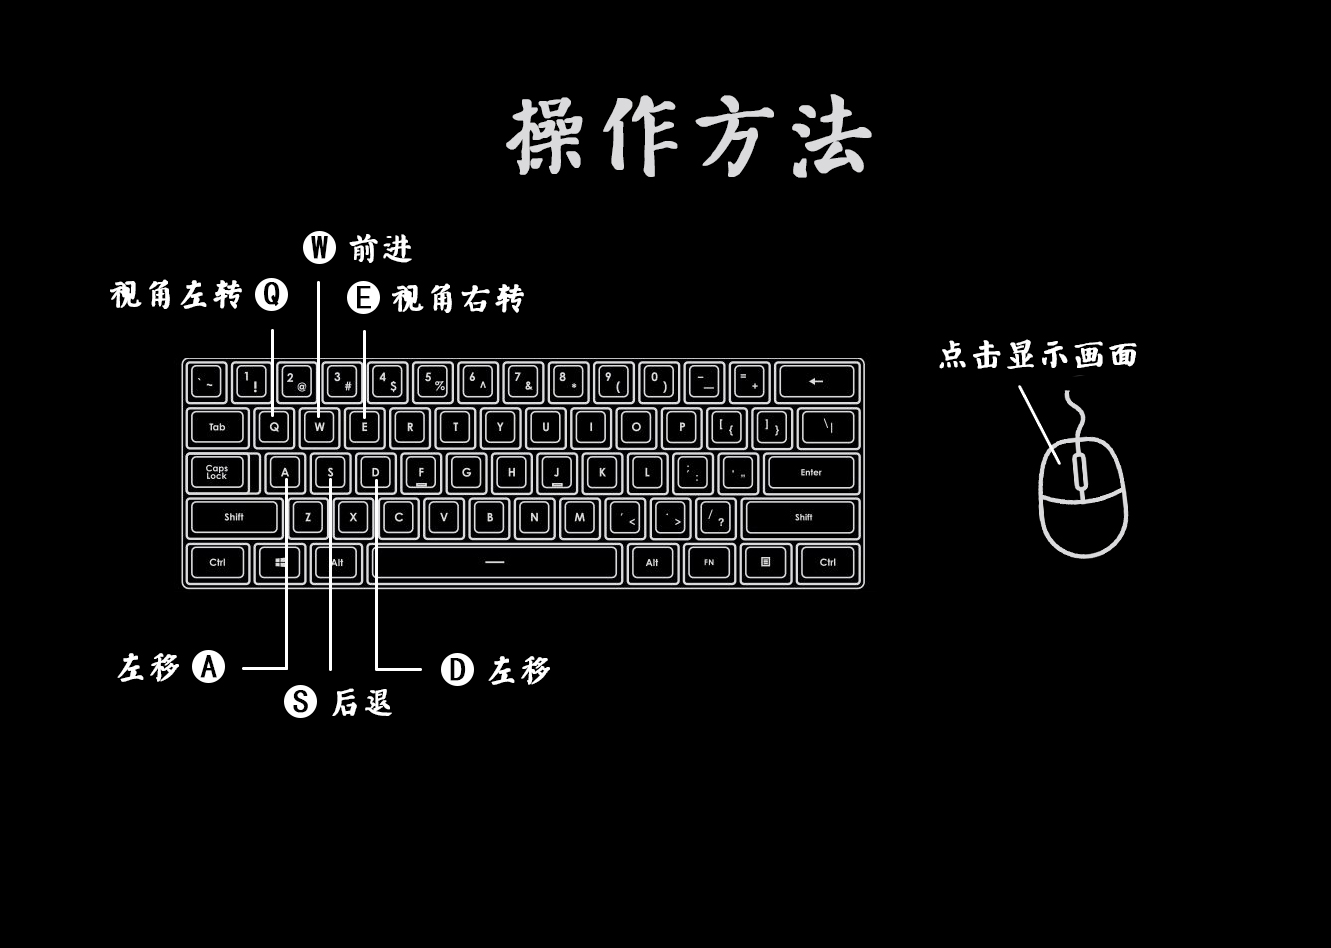 操作方法
W 前进
视角左转 Q
E 视角右转
点击显示画面
` ~ 1 ! 2 @ 3 # 4 $ 5 % 6 ^ 7 & 8 * 9 ( 0 ) – — = + ←
Tab Q W E R T Y U I O P [ { ] } \ |
Caps Lock A S D F G H J K L ; : ' " Enter
Shift Z X C V B N M ' < . > / ? Shift
Ctrl Alt — Alt FN Ctrl
左移 A
D 左移
S 后退